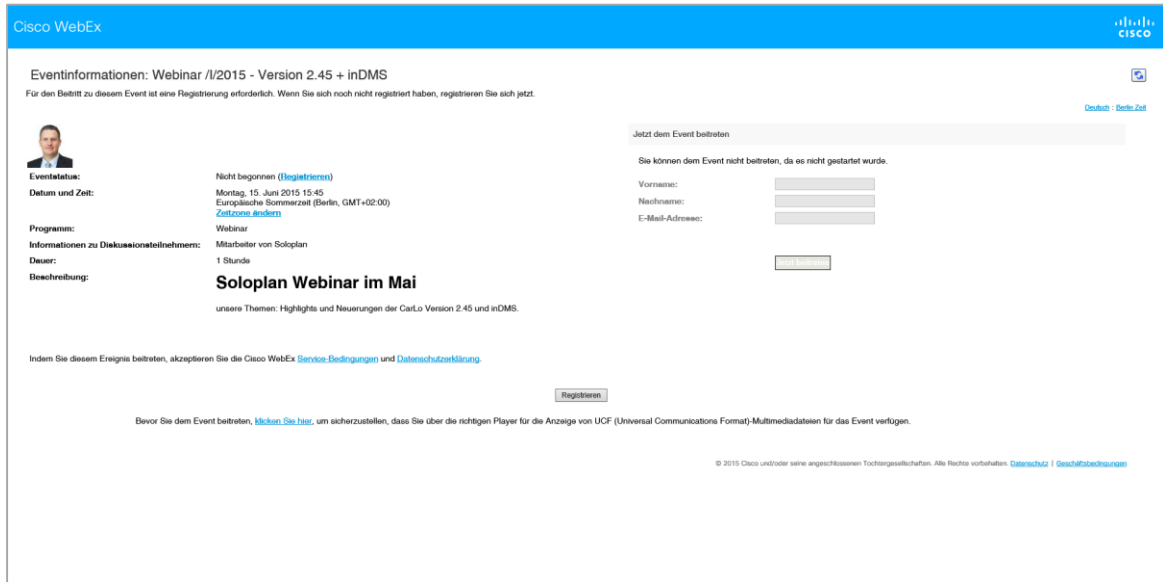 Cisco WebEx
CISCO
Eventinformationen: Webinar /I/2015 - Version 2.45 + inDMS
Für den Beitritt zu diesem Event ist eine Registrierung erforderlich. Wenn Sie sich noch nicht registriert haben, registrieren Sie sich jetzt.
Deutsch : Berlin Zeit
Eventstatus: Nicht begonnen (Registrieren)
Datum und Zeit: Montag, 15. Juni 2015 15:45
Europäische Sommerzeit (Berlin, GMT+02:00)
Zeitzone ändern
Programm: Webinar
Informationen zu Diskussionsteilnehmern: Mitarbeiter von Soloplan
Dauer: 1 Stunde
Beschreibung: Soloplan Webinar im Mai
unsere Themen: Highlights und Neuerungen der CarLo Version 2.45 und inDMS.
Jetzt dem Event beitreten
Sie können dem Event nicht beitreten, da es nicht gestartet wurde.
Vorname:
Nachname:
E-Mail-Adresse:
Jetzt beitreten
Indem Sie diesem Ereignis beitreten, akzeptieren Sie die Cisco WebEx Service-Bedingungen und Datenschutzerklärung.
Registrieren
Bevor Sie dem Event beitreten, klicken Sie hier, um sicherzustellen, dass Sie über die richtigen Player für die Anzeige von UCF (Universal Communications Format)-Multimediadateien für das Event verfügen.
© 2015 Cisco und/oder seine angeschlossenen Tochtergesellschaften. Alle Rechte vorbehalten. Datenschutz | Geschäftsbedingungen